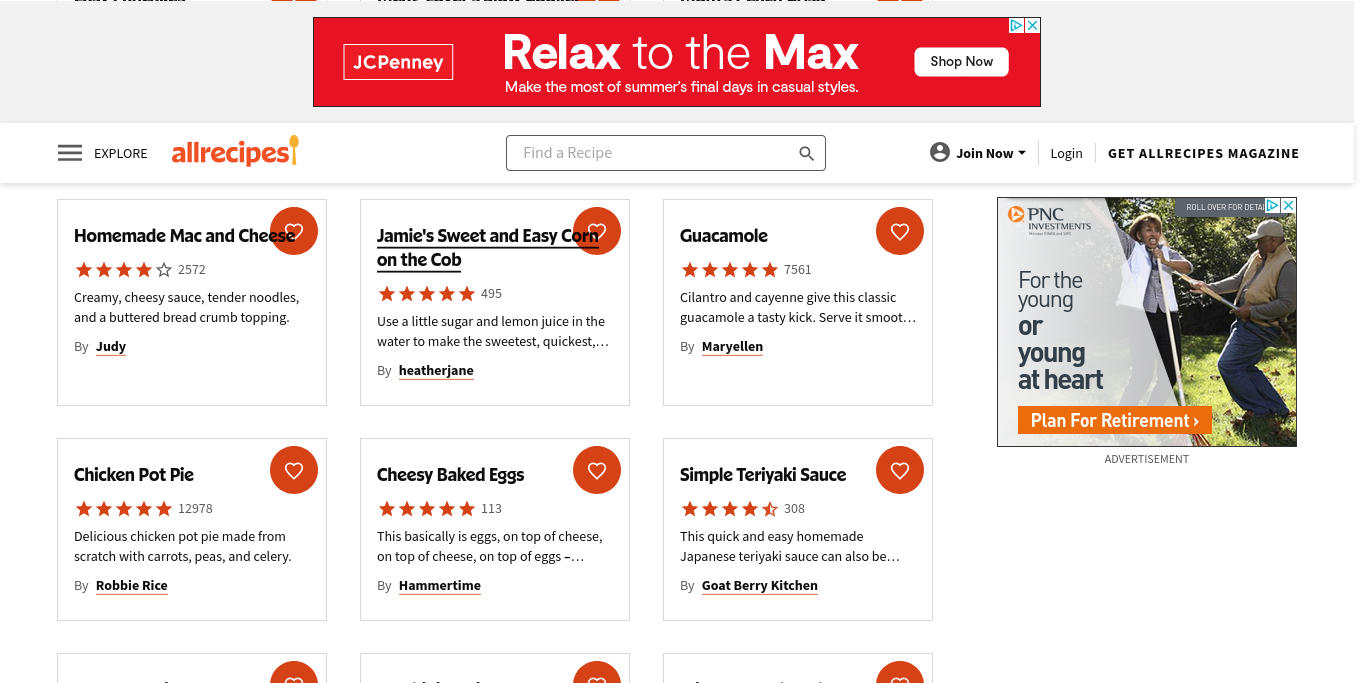 JCPenney
Relax to the Max
Make the most of summer's final days in casual styles.
Shop Now
EXPLORE
allrecipes
Find a Recipe
Join Now
Login
GET ALLRECIPES MAGAZINE
Homemade Mac and Cheese
2572
Creamy, cheesy sauce, tender noodles,
and a buttered bread crumb topping.
By Judy
Jamie's Sweet and Easy Corn
on the Cob
495
Use a little sugar and lemon juice in the
water to make the sweetest, quickest,…
By heatherjane
Guacamole
7561
Cilantro and cayenne give this classic
guacamole a tasty kick. Serve it smoot…
By Maryellen
ROLL OVER FOR DETAI
PNC
INVESTMENTS
For the
young
or
young
at heart
Plan For Retirement ›
ADVERTISEMENT
Chicken Pot Pie
12978
Delicious chicken pot pie made from
scratch with carrots, peas, and celery.
By Robbie Rice
Cheesy Baked Eggs
113
This basically is eggs, on top of cheese,
on top of cheese, on top of eggs –…
By Hammertime
Simple Teriyaki Sauce
308
This quick and easy homemade
Japanese teriyaki sauce can also be…
By Goat Berry Kitchen